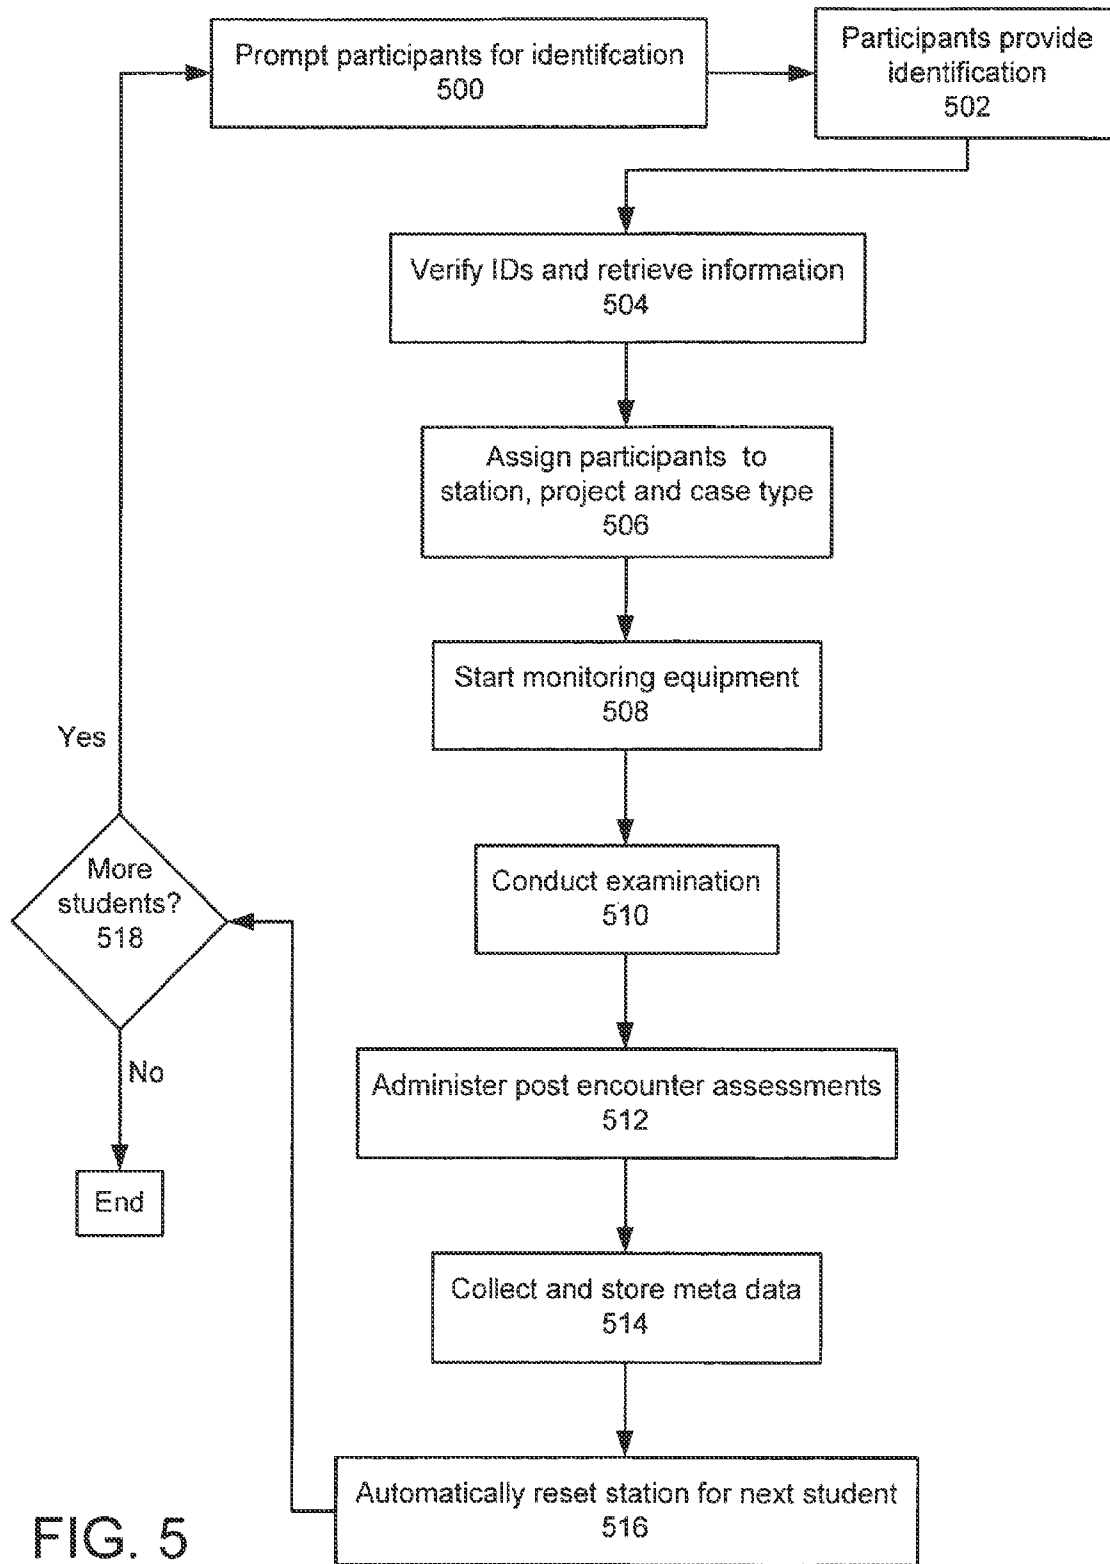 Prompt participants for identifcation
500
Participants provide
identification
502
Verify IDs and retrieve information
504
Assign participants to
station, project and case type
506
Start monitoring equipment
508
Yes
Conduct examination
510
More
students?
518
No
Administer post encounter assessments
512
End
Collect and store meta data
514
Automatically reset station for next student
516
FIG. 5